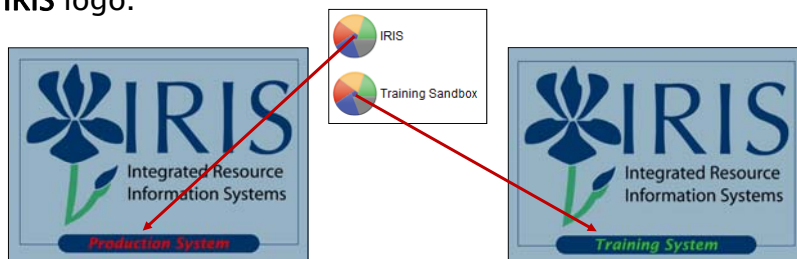 IRIS logo.
IRIS
Training Sandbox
IRIS
Integrated Resource
Information Systems
Production System
IRIS
Integrated Resource
Information Systems
Training System